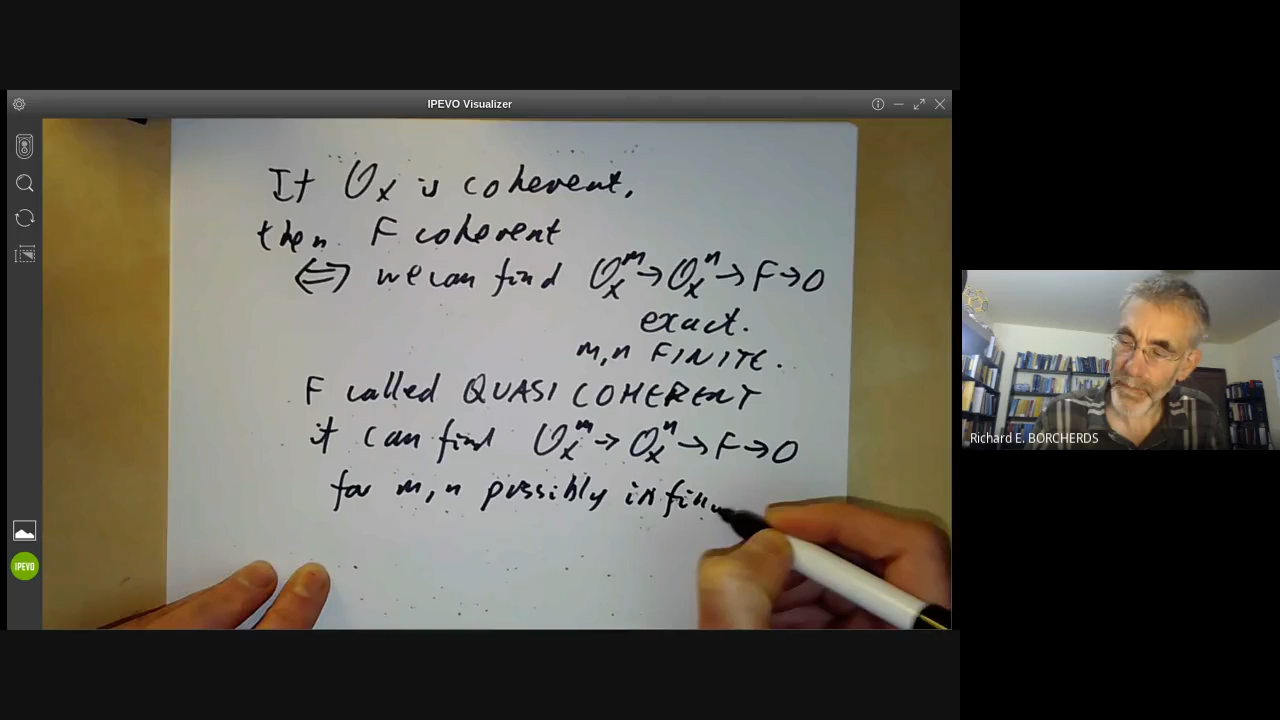 IPEVO Visualizer
If O_X is coherent,
then F coherent
⟺ we can find O_X^m → O_X^n → F → 0
exact.
m, n FINITE.
F called QUASI COHERENT
if can find O_X^m → O_X^n → F → 0
for m, n possibly infin
IPEVO
Richard E. BORCHERDS